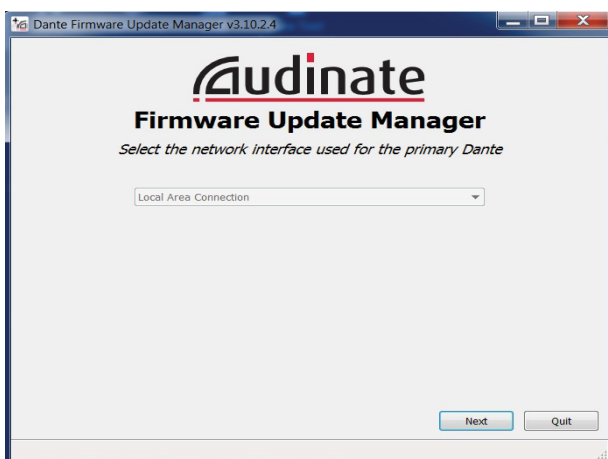 Dante Firmware Update Manager v3.10.2.4
Audinate
Firmware Update Manager
Select the network interface used for the primary Dante
Local Area Connection
Next Quit